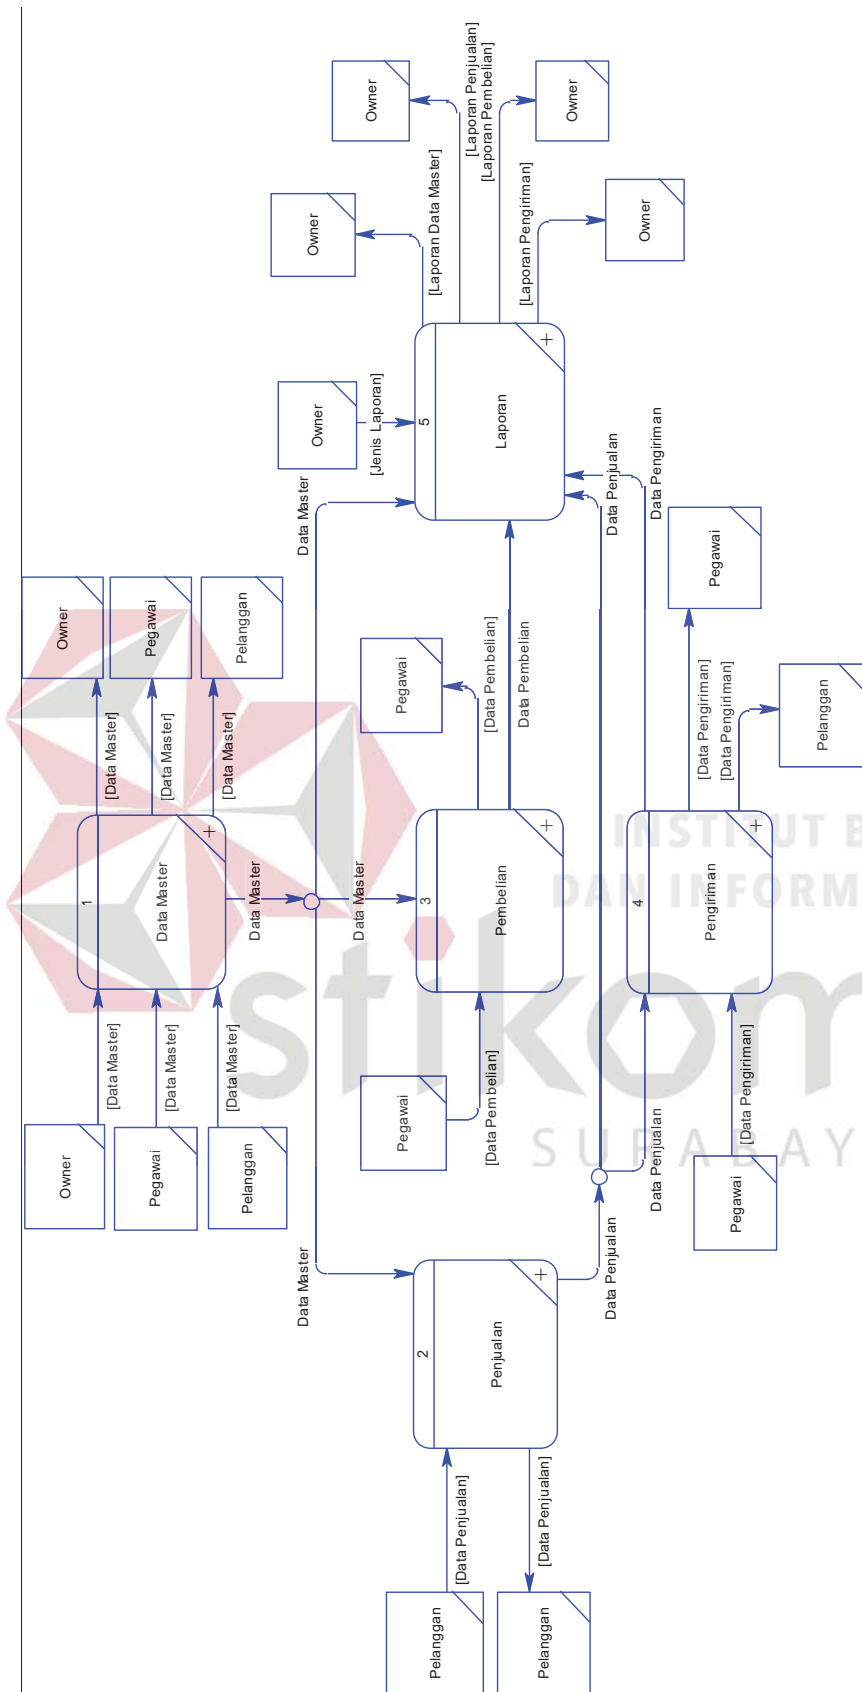 Owner
[Data Master]
1
[Data Master]
Owner
Pegawai
[Data Master]
Data Master
[Data Master]
Pegawai
Pelanggan
[Data Master]
[Data Master]
Pelanggan
Data Master
Data Master
Data Master
Owner
Owner
[Jenis Laporan]
Data Master
Owner
Pegawai
[Data Pembelian]
3
Pembelian
[Data Pembelian]
Pegawai
Data Pembelian
2
Penjualan
Pelanggan
[Data Penjualan]
Pelanggan
[Data Penjualan]
5
Laporan
[Laporan Data Master]
[Laporan Penjualan]
[Laporan Pembelian]
[Laporan Pengiriman]
Owner
Owner
Data Penjualan
Data Penjualan
Data Penjualan
Data Pengiriman
4
Pengiriman
[Data Pengiriman]
[Data Pengiriman]
Pegawai
Pegawai
[Data Pengiriman]
Pelanggan
INSTITUT B
DAN INFORM
stikom
SURABAY